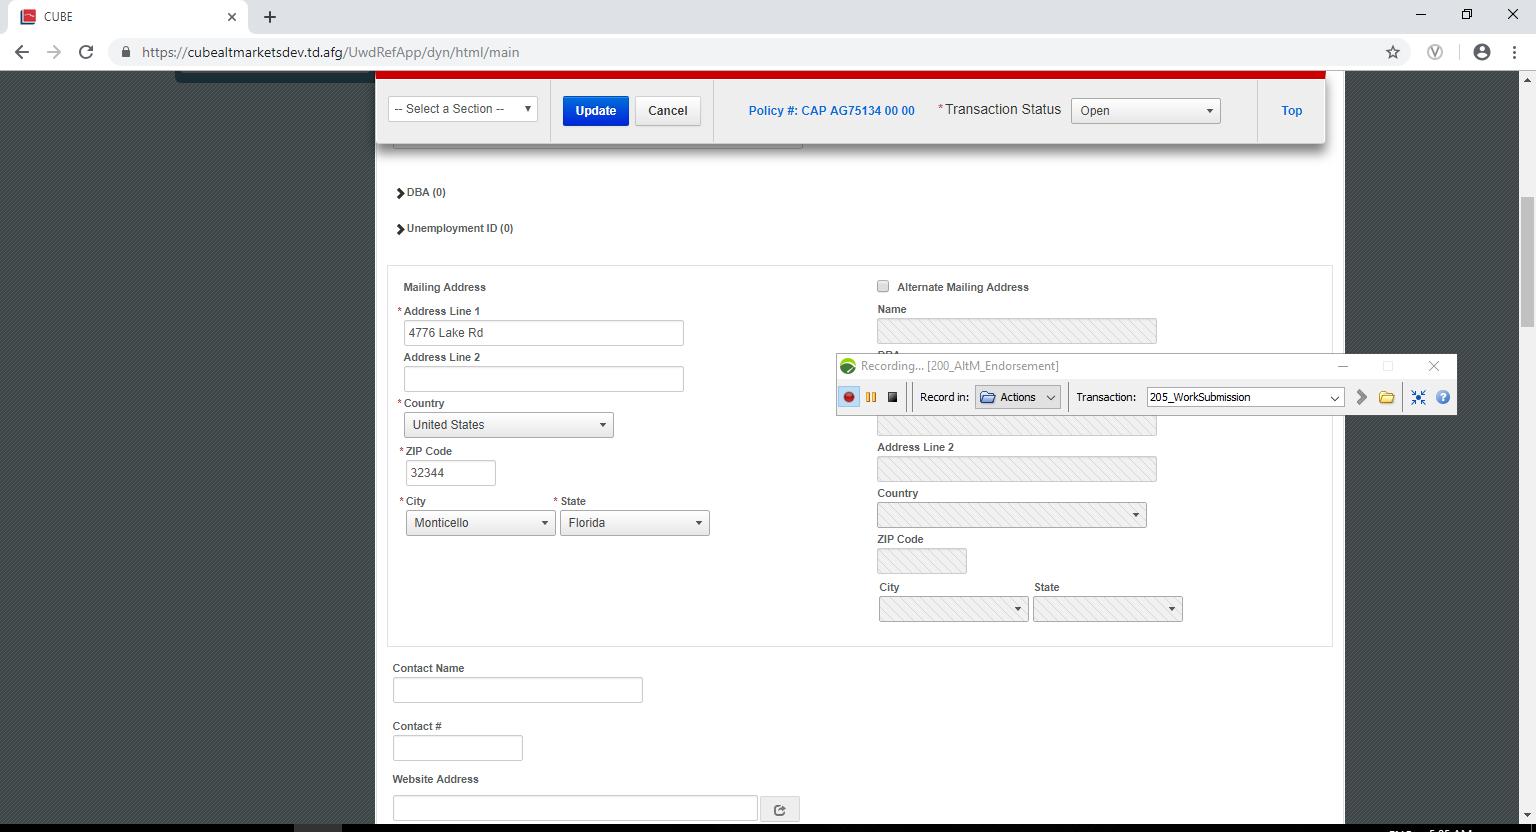 CUBE
https://cubealtmarketsdev.td.afg/UwdRefApp/dyn/html/main
-- Select a Section --
Update
Cancel
Policy #: CAP AG75134 00 00
* Transaction Status
Open
Top
DBA (0)
Unemployment ID (0)
Mailing Address
Alternate Mailing Address
* Address Line 1
Name
4776 Lake Rd
Address Line 2
Recording... [200_AltM_Endorsement]
Record in:
Actions
Transaction:
205_WorkSubmission
* Country
United States
Address Line 2
* ZIP Code
32344
Country
* City
* State
Monticello
Florida
ZIP Code
City
State
Contact Name
Contact #
Website Address